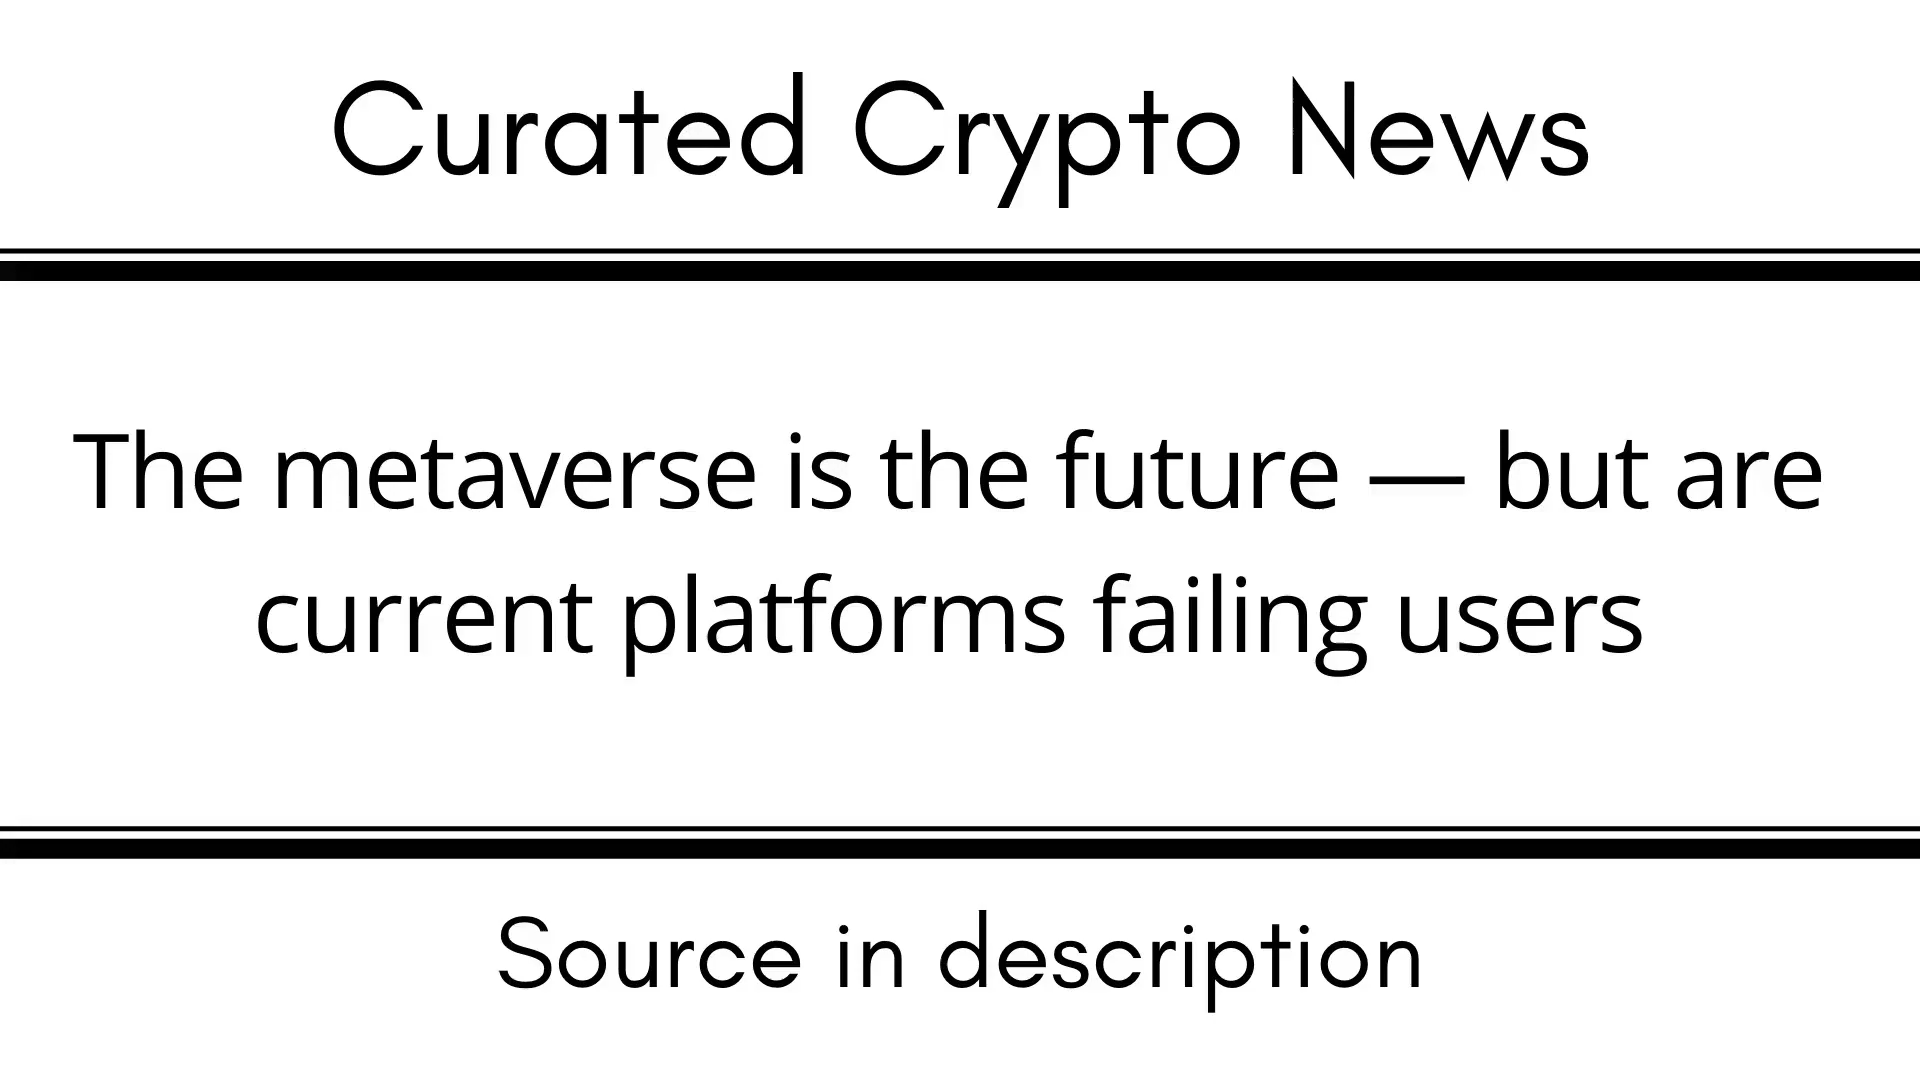 Curated Crypto News
The metaverse is the future — but are
current platforms failing users
Source in description